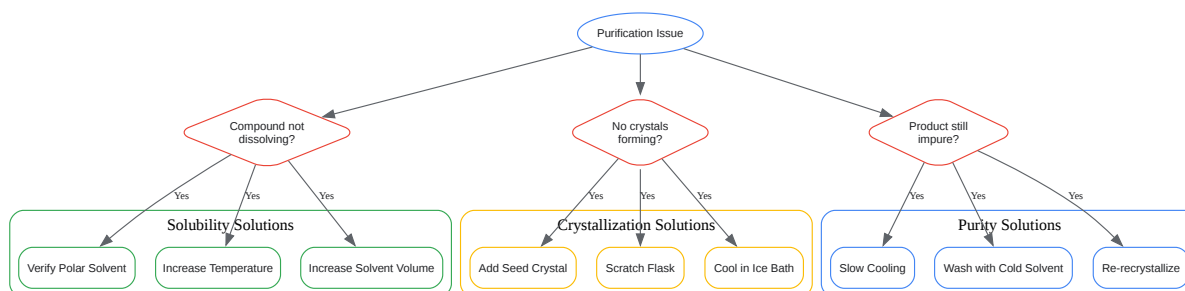 Purification Issue
Compound not
dissolving?
No crystals
forming?
Product still
impure?
Yes
Yes
Yes
Yes
Yes
Yes
Yes
Yes
Yes
Solubility Solutions
Crystallization Solutions
Purity Solutions
Verify Polar Solvent
Increase Temperature
Increase Solvent Volume
Add Seed Crystal
Scratch Flask
Cool in Ice Bath
Slow Cooling
Wash with Cold Solvent
Re-recrystallize